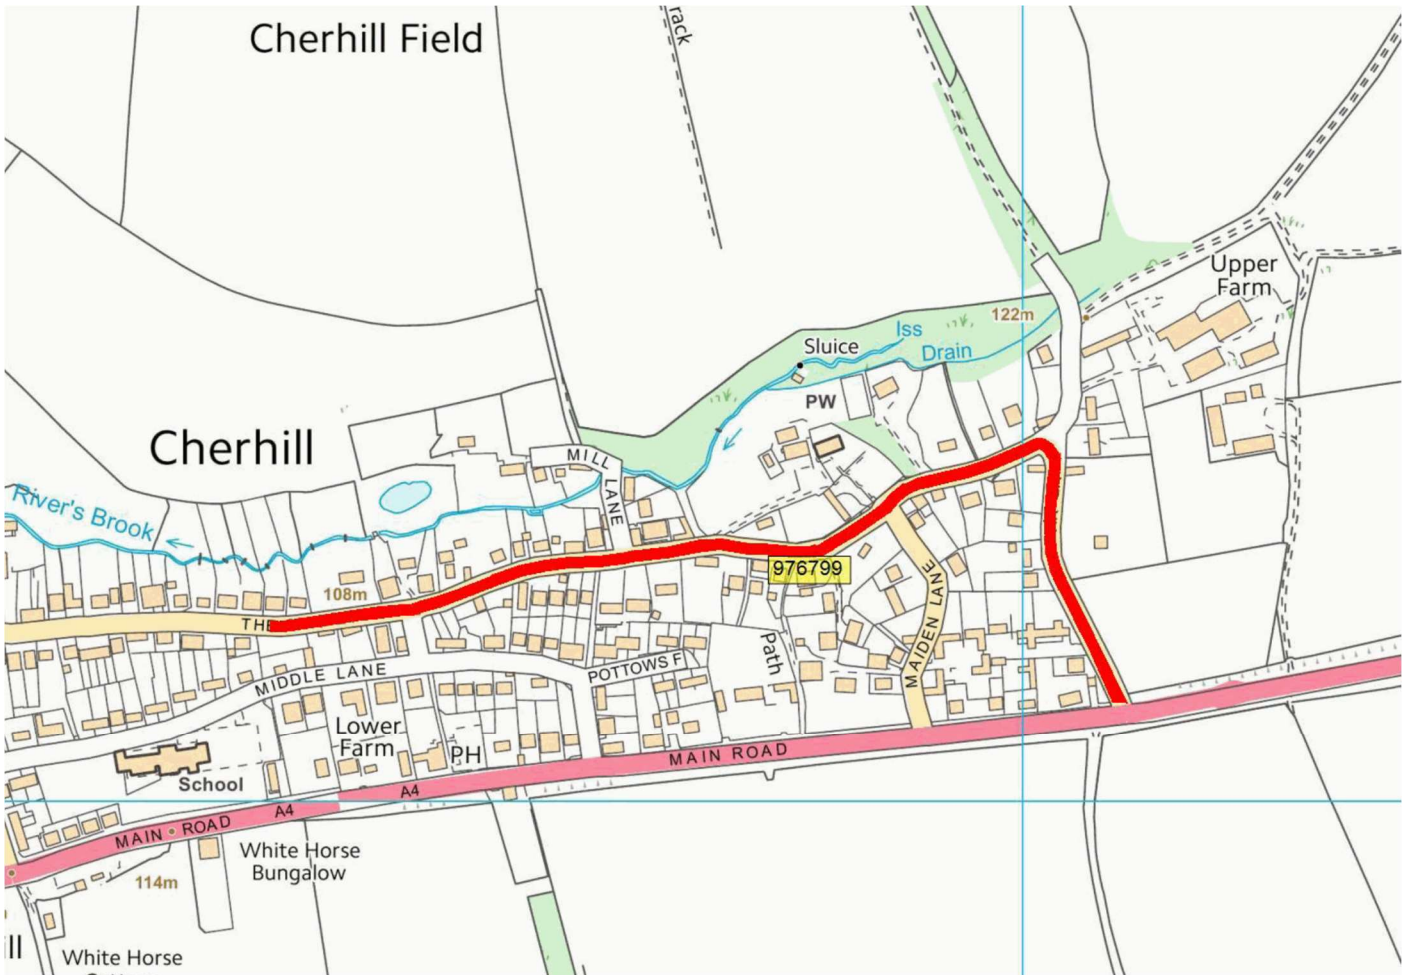 Cherhill Field
rack
Upper
Farm
122m
Iss
Drain
Sluice
PW
Cherhill
MILL
LANE
River's Brook
976799
108m
THE
MAIDEN LANE
Path
POTTOWS F
MIDDLE LANE
Lower
Farm
PH
MAIN ROAD
School
A4
A4
MAIN ROAD
White Horse
Bungalow
114m
ill
White Horse